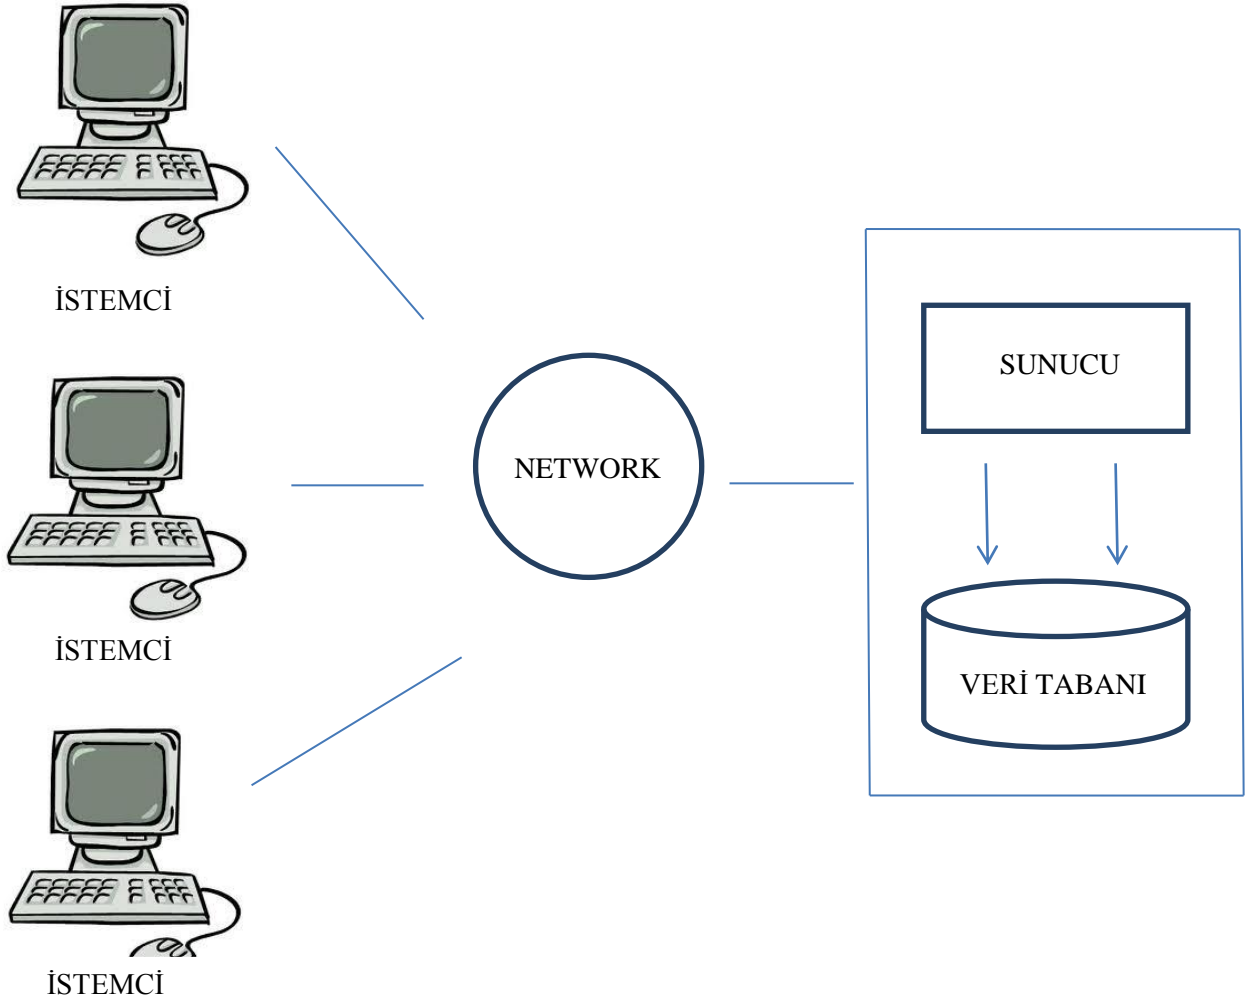 İSTEMCİ
SUNUCU
NETWORK
İSTEMCİ
VERİ TABANI
İSTEMCİ